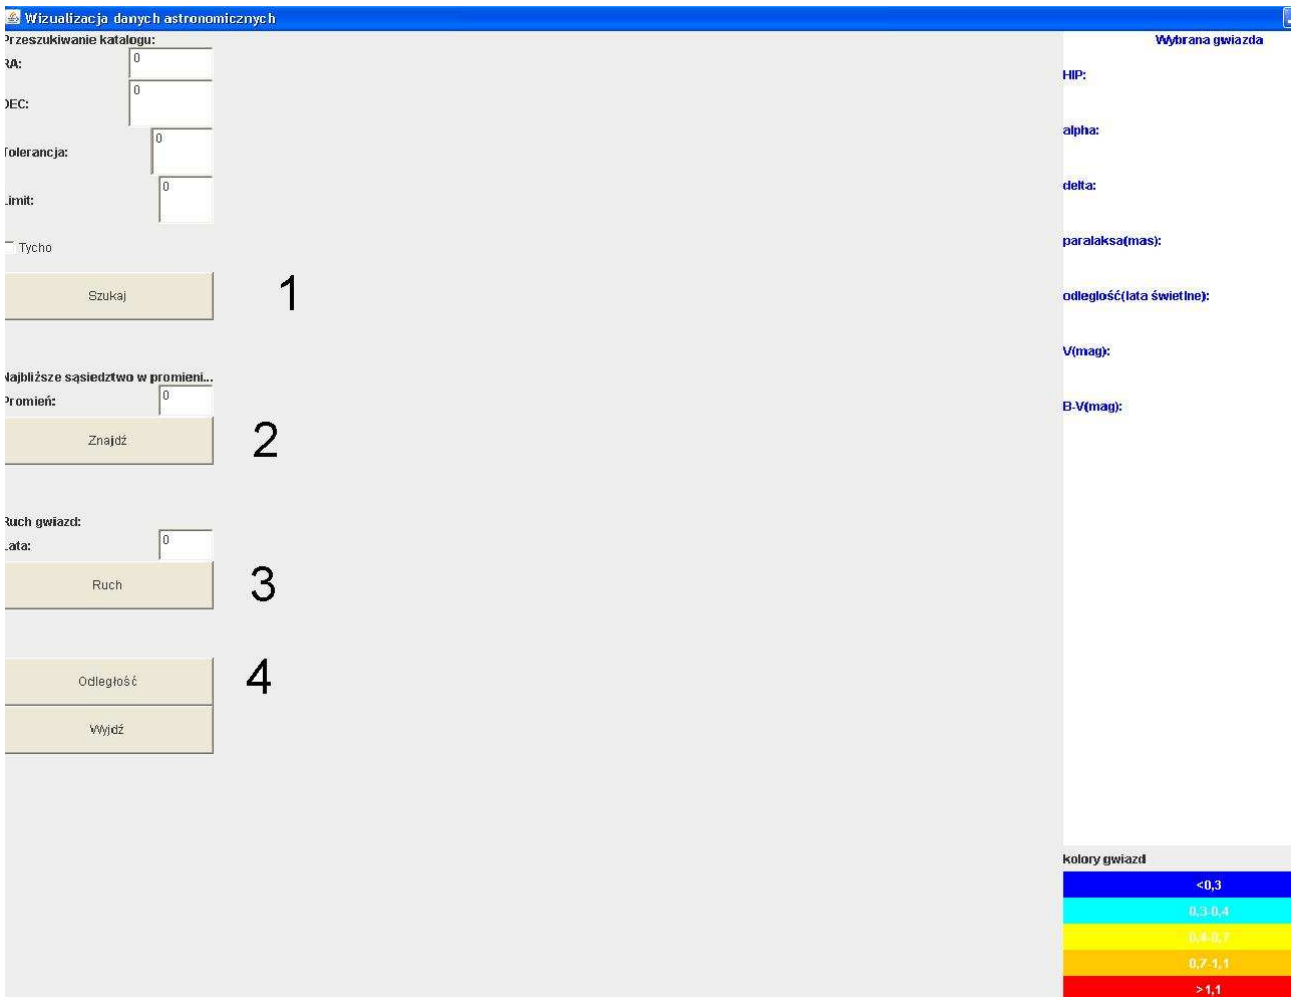 Wizualizacja danych astronomicznych
Przeszukiwanie katalogu:
RA:
0
DEC:
0
Tolerancja:
0
Limit:
0
Tycho
Szukaj
1
Najbliższe sąsiedztwo w promieni...
Promień:
0
Znajdź
2
Ruch gwiazd:
Lata:
0
Ruch
3
Odległość
4
Wyjdź
Wybrana gwiazda
HIP:
alpha:
delta:
paralaksa(mas):
odleglość(lata świetlne):
V(mag):
B-V(mag):
kolory gwiazd
<0,3
0,3-0,4
0,4-0,7
0,7-1,1
>1,1